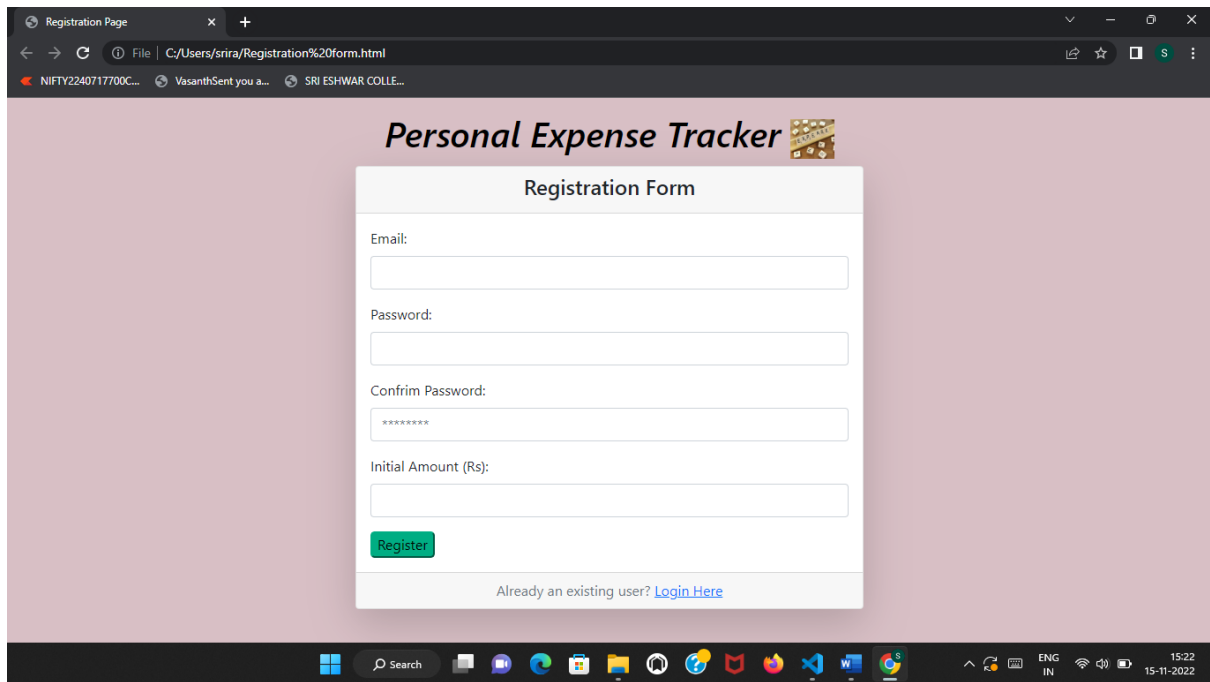 Registration Page
File C:/Users/srira/Registration%20form.html
S
NIFTY2240717700C... VasanthSent you a... SRI ESHWAR COLLE...
Personal Expense Tracker
Registration Form
Email:
Password:
Confrim Password:
********
Initial Amount (Rs):
Register
Already an existing user? Login Here
Search
S
ENG
IN
15:22
15-11-2022